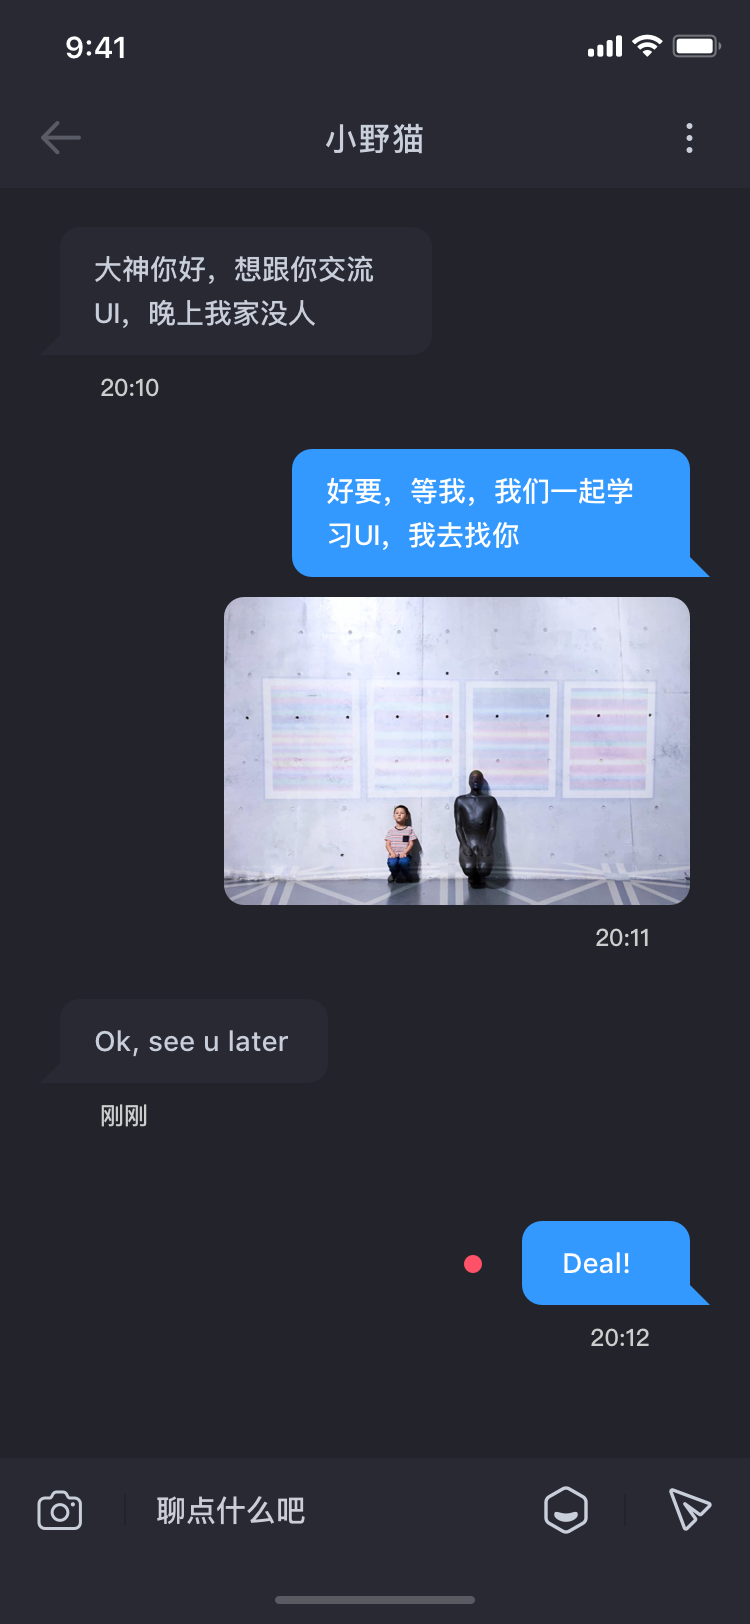 9:41
小野猫
大神你好，想跟你交流
UI，晚上我家没人
20:10
好要，等我，我们一起学
习UI，我去找你
20:11
Ok, see u later
刚刚
Deal!
20:12
聊点什么吧